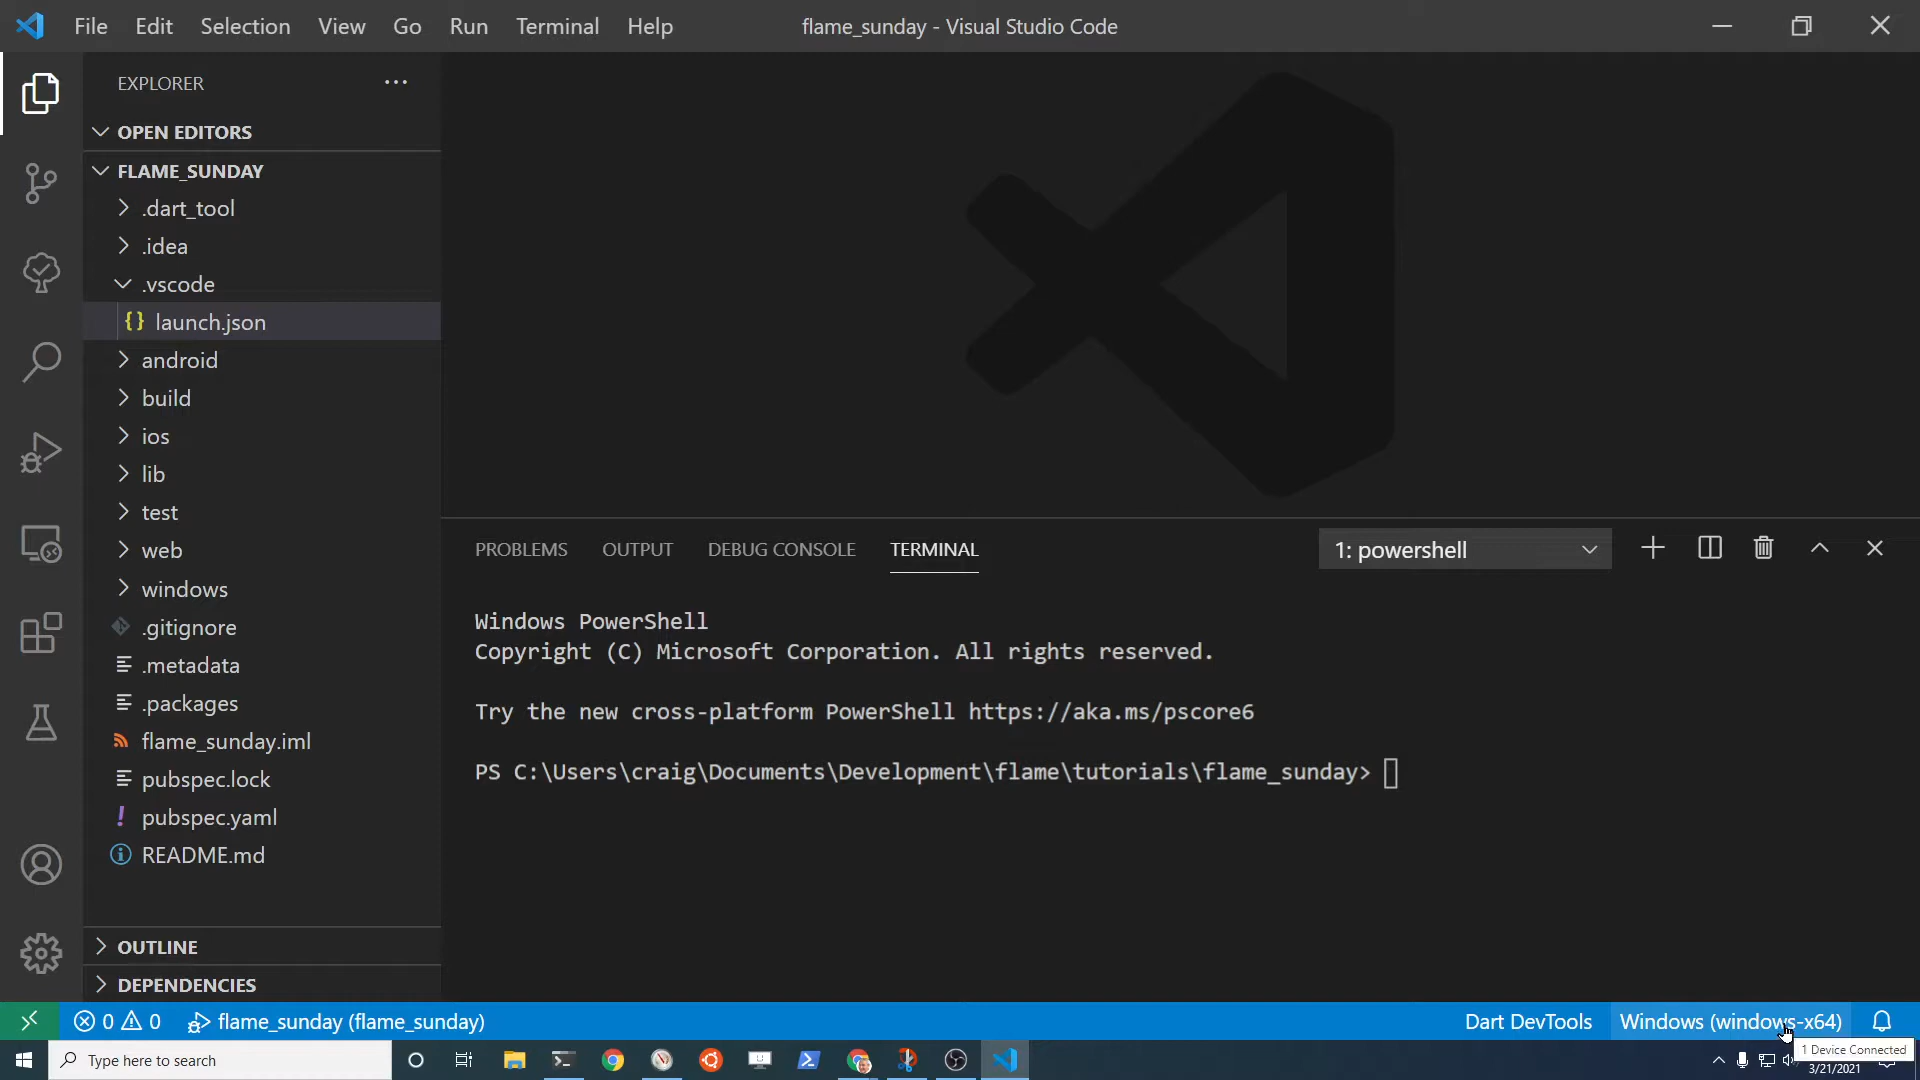 File Edit Selection View Go Run Terminal Help
flame_sunday - Visual Studio Code
EXPLORER
OPEN EDITORS
FLAME_SUNDAY
.dart_tool
.idea
.vscode
{} launch.json
android
build
ios
lib
test
web
windows
.gitignore
.metadata
.packages
flame_sunday.iml
pubspec.lock
! pubspec.yaml
README.md
OUTLINE
DEPENDENCIES
PROBLEMS OUTPUT DEBUG CONSOLE TERMINAL
1: powershell
Windows PowerShell
Copyright (C) Microsoft Corporation. All rights reserved.
Try the new cross-platform PowerShell https://aka.ms/pscore6
PS C:\Users\craig\Documents\Development\flame\tutorials\flame_sunday>
0 0 flame_sunday (flame_sunday)
Dart DevTools Windows (windows-x64)
1 Device Connected
Type here to search
3/21/2021